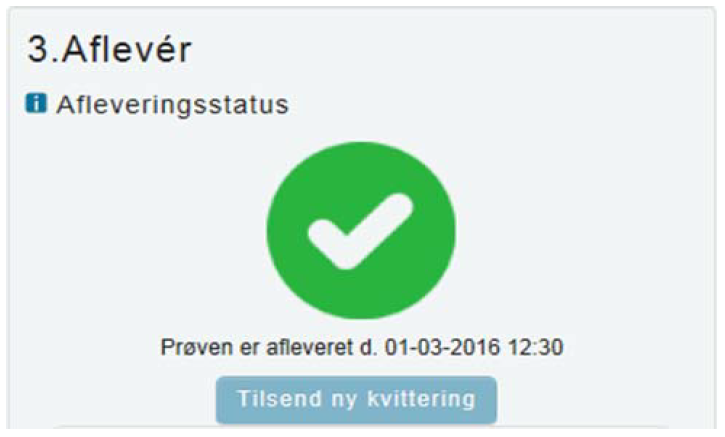 3.Aflevér
i Afleveringsstatus
Prøven er afleveret d. 01-03-2016 12:30
Tilsend ny kvittering